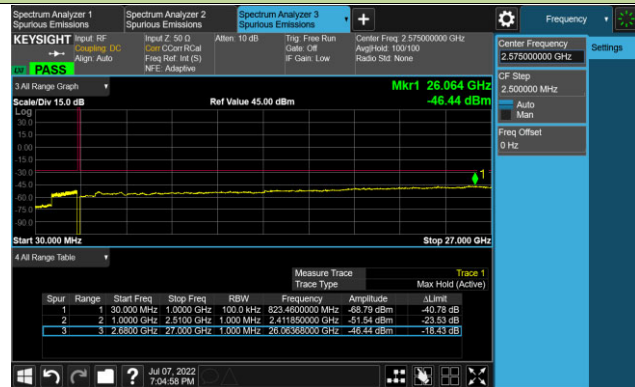 Spectrum Analyzer 1
Spurious Emissions
Spectrum Analyzer 2
Spurious Emissions
Spectrum Analyzer 3
Spurious Emissions
Frequency
KEYSIGHT
Input: RF
Coupling: DC
Align: Auto
Input Z: 50 Ω
Corr CCorr RCal
Freq Ref: Int (S)
NFE: Adaptive
Atten: 10 dB
Trig: Free Run
Gate: Off
IF Gain: Low
Center Freq: 2.575000000 GHz
Avg|Hold: 100/100
Radio Std: None
PASS
Center Frequency
2.575000000 GHz
Settings
CF Step
2.500000 MHz
Auto
Man
Freq Offset
0 Hz
3 All Range Graph
Mkr1 26.064 GHz
Scale/Div 15.0 dB
Ref Value 45.00 dBm
-46.44 dBm
Log
30.0
15.0
0.00
-15.0
-30.0
-45.0
-60.0
-75.0
-90.0
1
Start 30.000 MHz
Stop 27.000 GHz
4 All Range Table
Measure Trace Trace 1
Trace Type Max Hold (Active)
Spur Range Start Freq Stop Freq RBW Frequency Amplitude ΔLimit
1 1 30.000 MHz 1.0000 GHz 100.0 kHz 823.4600000 MHz -68.79 dBm -40.78 dB
2 2 1.0000 GHz 2.5100 GHz 1.000 MHz 2.411850000 GHz -51.54 dBm -23.53 dB
3 3 2.6800 GHz 27.000 GHz 1.000 MHz 26.06368000 GHz -46.44 dBm -18.43 dB
Jul 07, 2022
7:04:58 PM